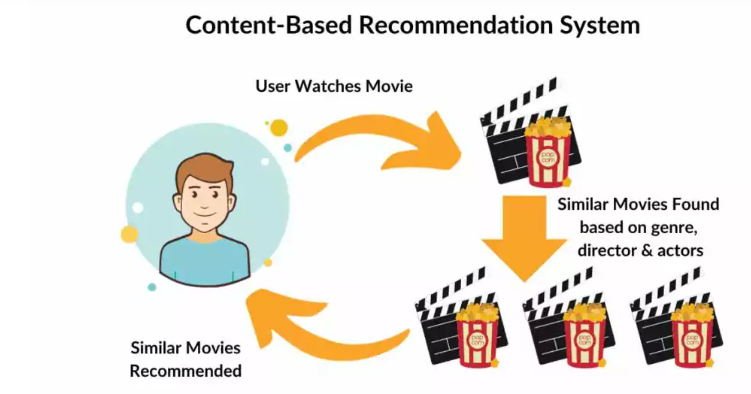 Content-Based Recommendation System
User Watches Movie
pop
corn
Similar Movies Found
based on genre,
director & actors
pop
corn
pop
corn
pop
corn
Similar Movies
Recommended